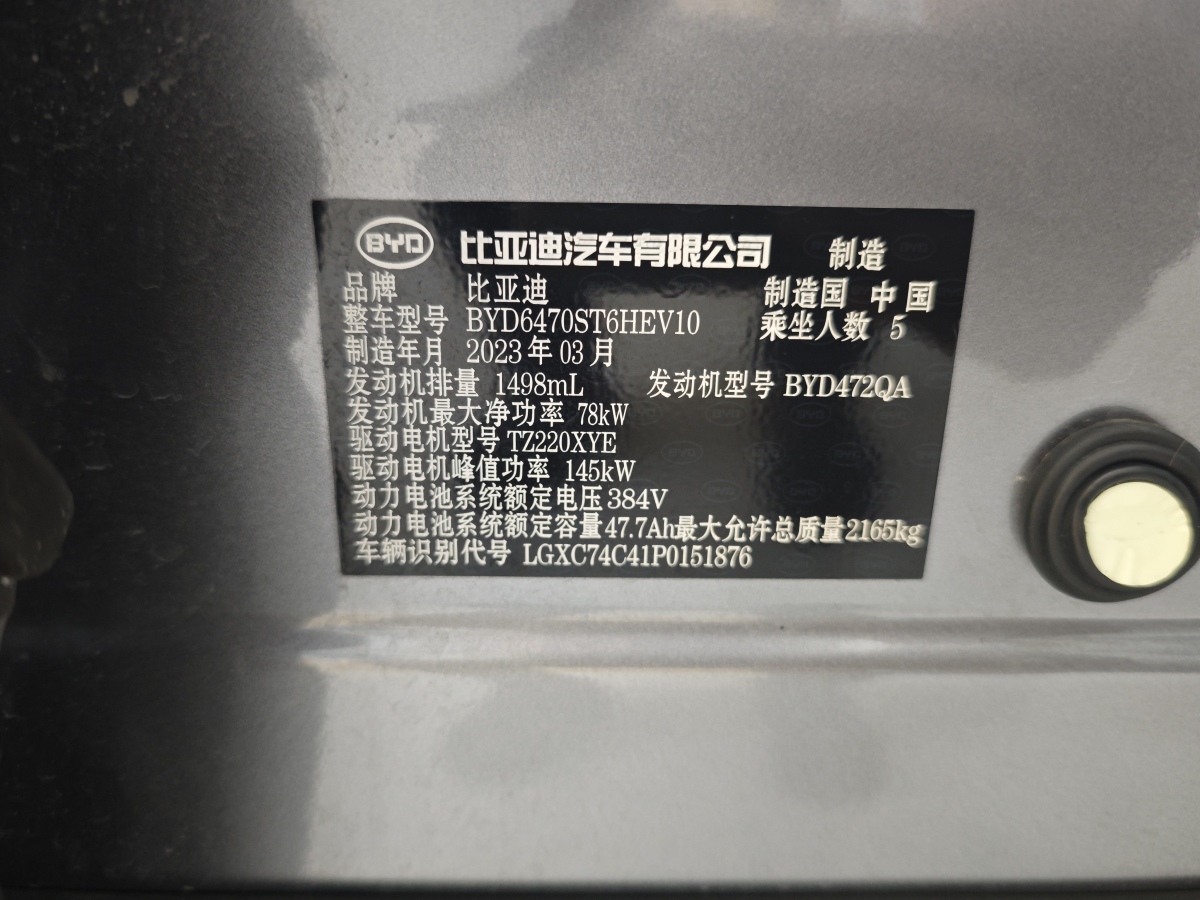 BYD 比亚迪汽车有限公司 制造
品牌 比亚迪 制造国 中国
整车型号 BYD6470ST6HEV10 乘坐人数 5
制造年月 2023年03月
发动机排量 1498mL 发动机型号 BYD472QA
发动机最大净功率 78kW
驱动电机型号 TZ220XYE
驱动电机峰值功率 145kW
动力电池系统额定电压 384V
动力电池系统额定容量 47.7Ah 最大允许总质量 2165kg
车辆识别代号 LGXC74C41P0151876